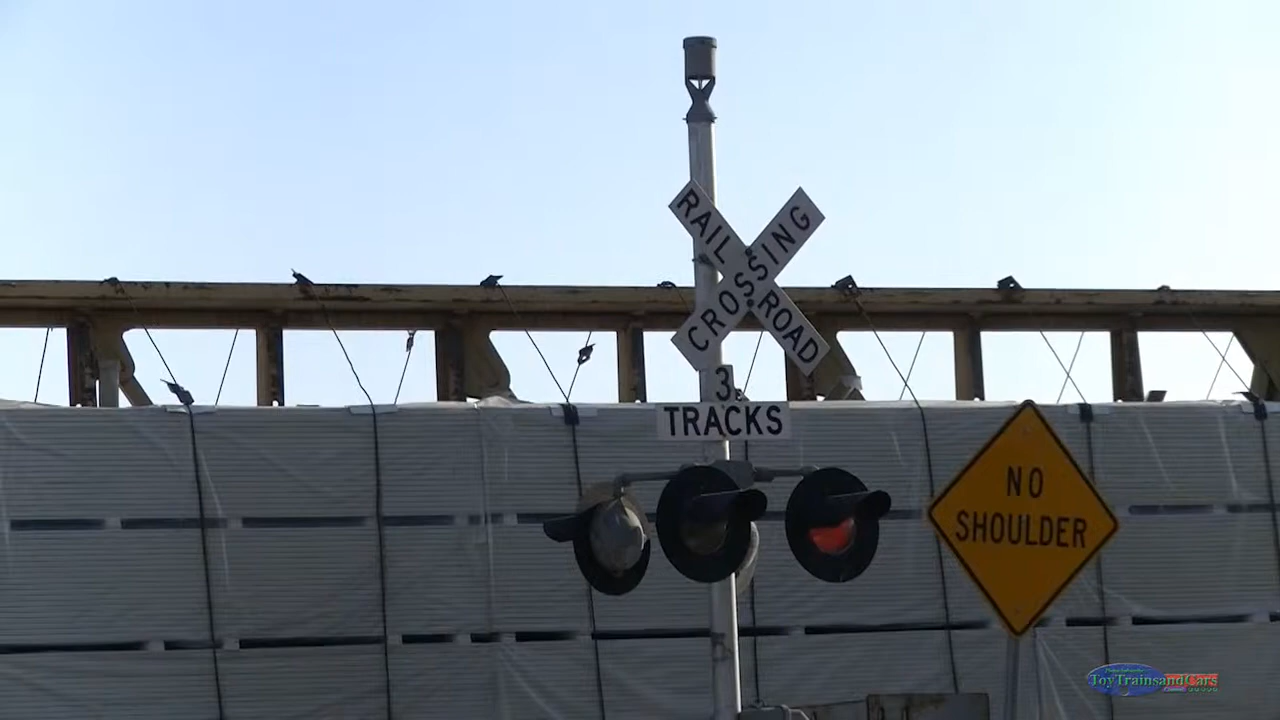 RAIL ROAD
CROSSING
3
TRACKS
NO
SHOULDER
ToyTrainsandCars